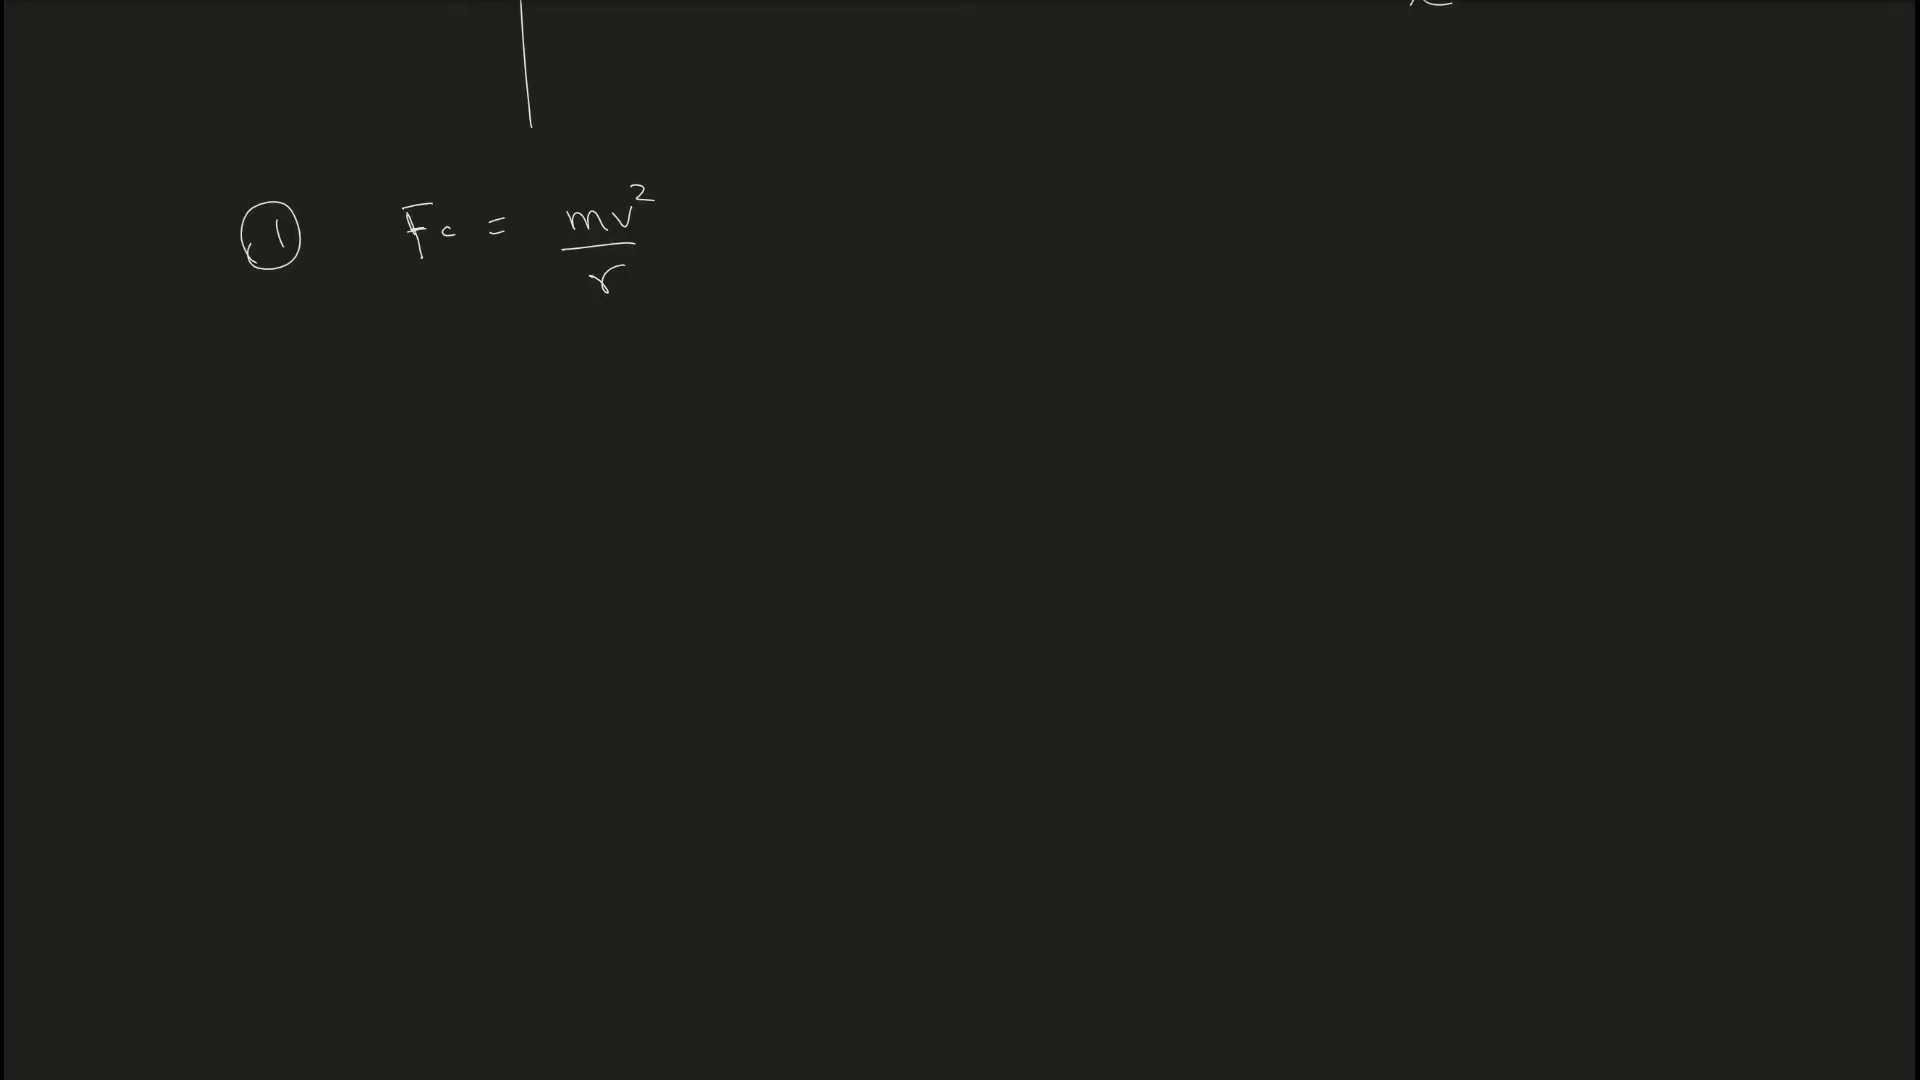 ① Fc = mv²/r